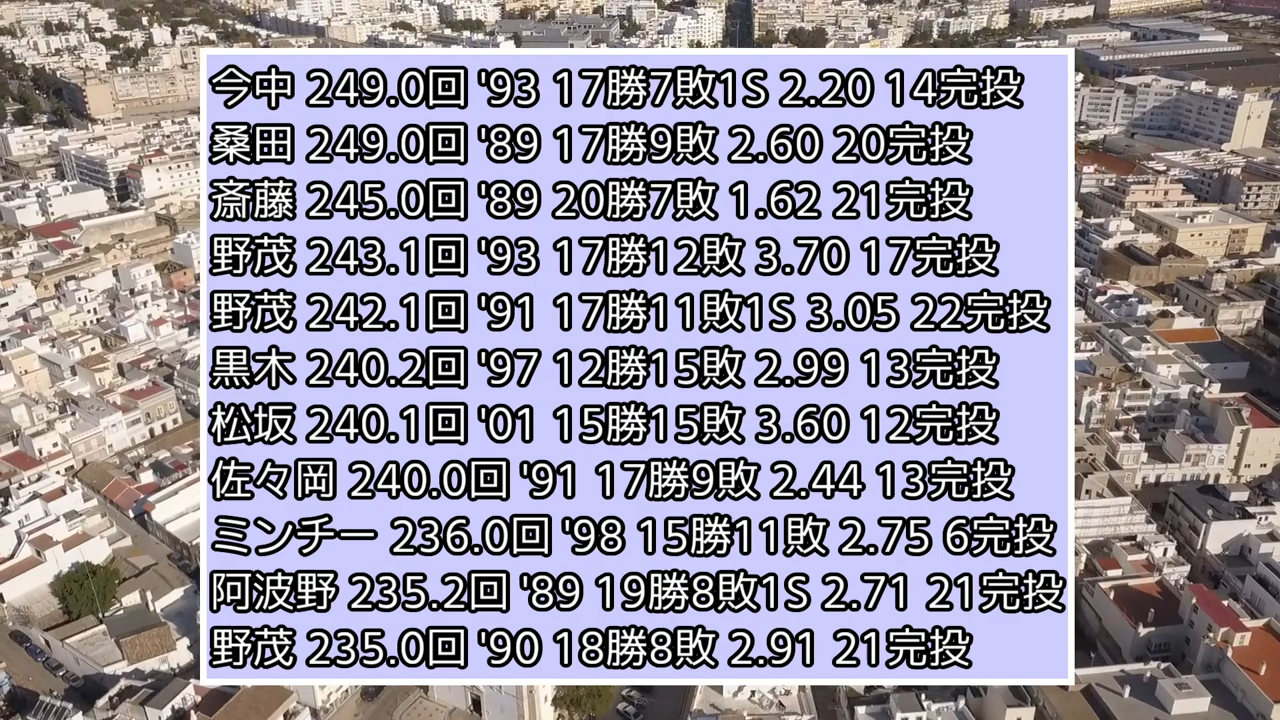 今中 249.0回 '93 17勝7敗1S 2.20 14完投
桑田 249.0回 '89 17勝9敗 2.60 20完投
斎藤 245.0回 '89 20勝7敗 1.62 21完投
野茂 243.1回 '93 17勝12敗 3.70 17完投
野茂 242.1回 '91 17勝11敗1S 3.05 22完投
黒木 240.2回 '97 12勝15敗 2.99 13完投
松坂 240.1回 '01 15勝15敗 3.60 12完投
佐々岡 240.0回 '91 17勝9敗 2.44 13完投
ミンチー 236.0回 '98 15勝11敗 2.75 6完投
阿波野 235.2回 '89 19勝8敗1S 2.71 21完投
野茂 235.0回 '90 18勝8敗 2.91 21完投